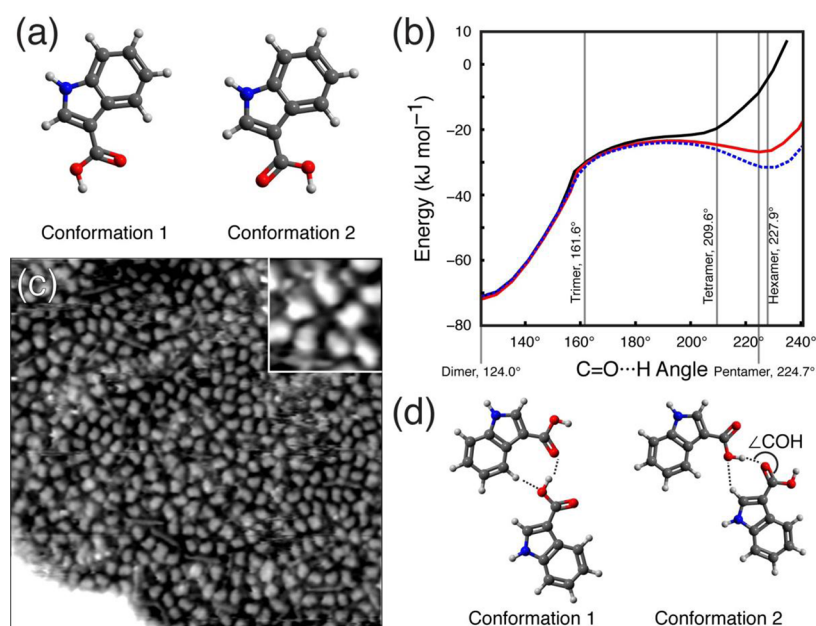 (a)
Conformation 1
Conformation 2
(b)
Energy (kJ mol⁻¹)
10
0
−20
−40
−60
−80
Trimer, 161.6°
Tetramer, 209.6°
Hexamer, 227.9°
140°
160°
180°
200°
220°
240°
Dimer, 124.0°
C=O···H Angle
Pentamer, 224.7°
(c)
(d)
∠COH
Conformation 1
Conformation 2